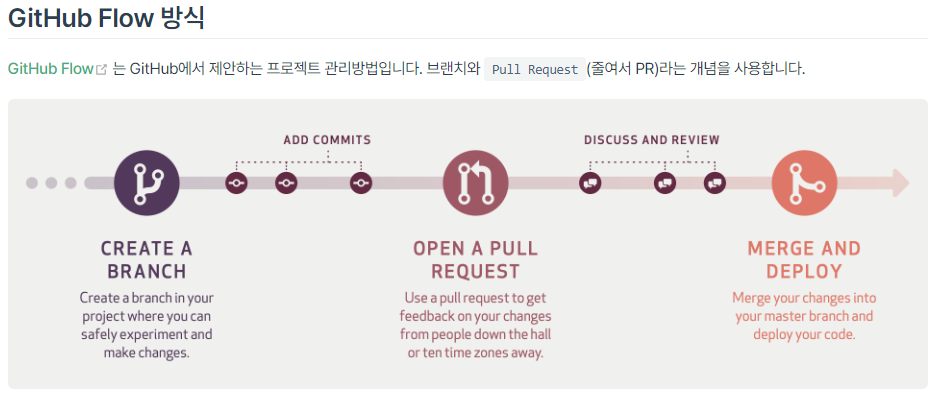 GitHub Flow 방식
GitHub Flow 는 GitHub에서 제안하는 프로젝트 관리방법입니다. 브랜치와 Pull Request (줄여서 PR)라는 개념을 사용합니다.
ADD COMMITS
DISCUSS AND REVIEW
CREATE A
BRANCH
Create a branch in your
project where you can
safely experiment and
make changes.
OPEN A PULL
REQUEST
Use a pull request to get
feedback on your changes
from people down the hall
or ten time zones away.
MERGE AND
DEPLOY
Merge your changes into
your master branch and
deploy your code.